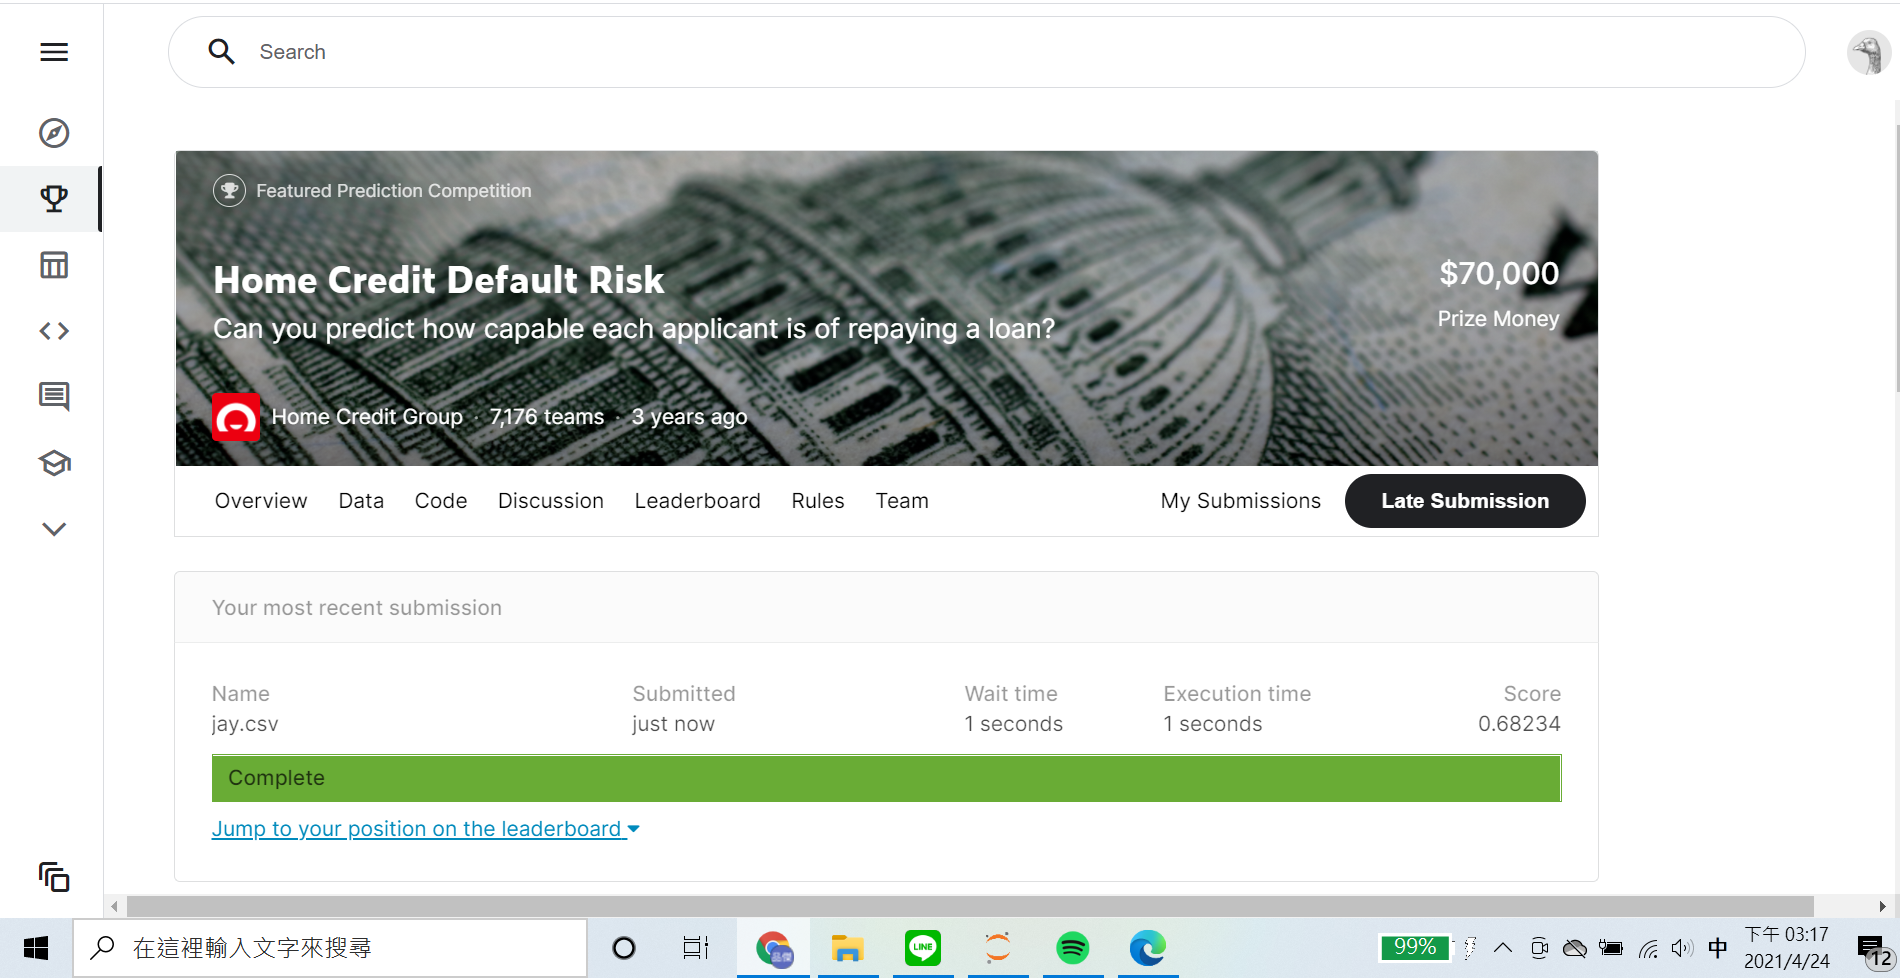 Search
Featured Prediction Competition
Home Credit Default Risk
Can you predict how capable each applicant is of repaying a loan?
$70,000
Prize Money
Home Credit Group · 7,176 teams · 3 years ago
Overview Data Code Discussion Leaderboard Rules Team My Submissions Late Submission
Your most recent submission
Name Submitted Wait time Execution time Score
jay.csv just now 1 seconds 1 seconds 0.68234
Complete
Jump to your position on the leaderboard
在這裡輸入文字來搜尋
LINE
99%
中
下午 03:17
2021/4/24
12